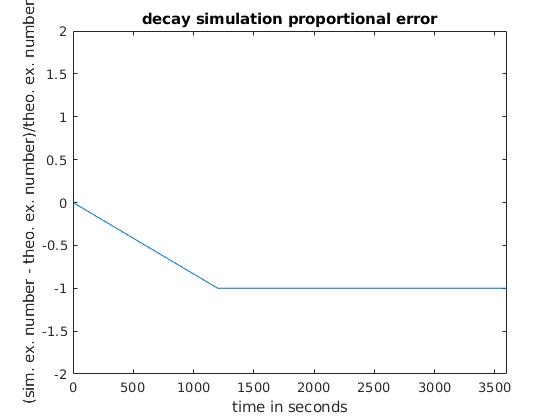 decay simulation proportional error
(sim. ex. number - theo. ex. number)/theo. ex. number
2
1.5
1
0.5
0
-0.5
-1
-1.5
-2
0 500 1000 1500 2000 2500 3000 3500
time in seconds